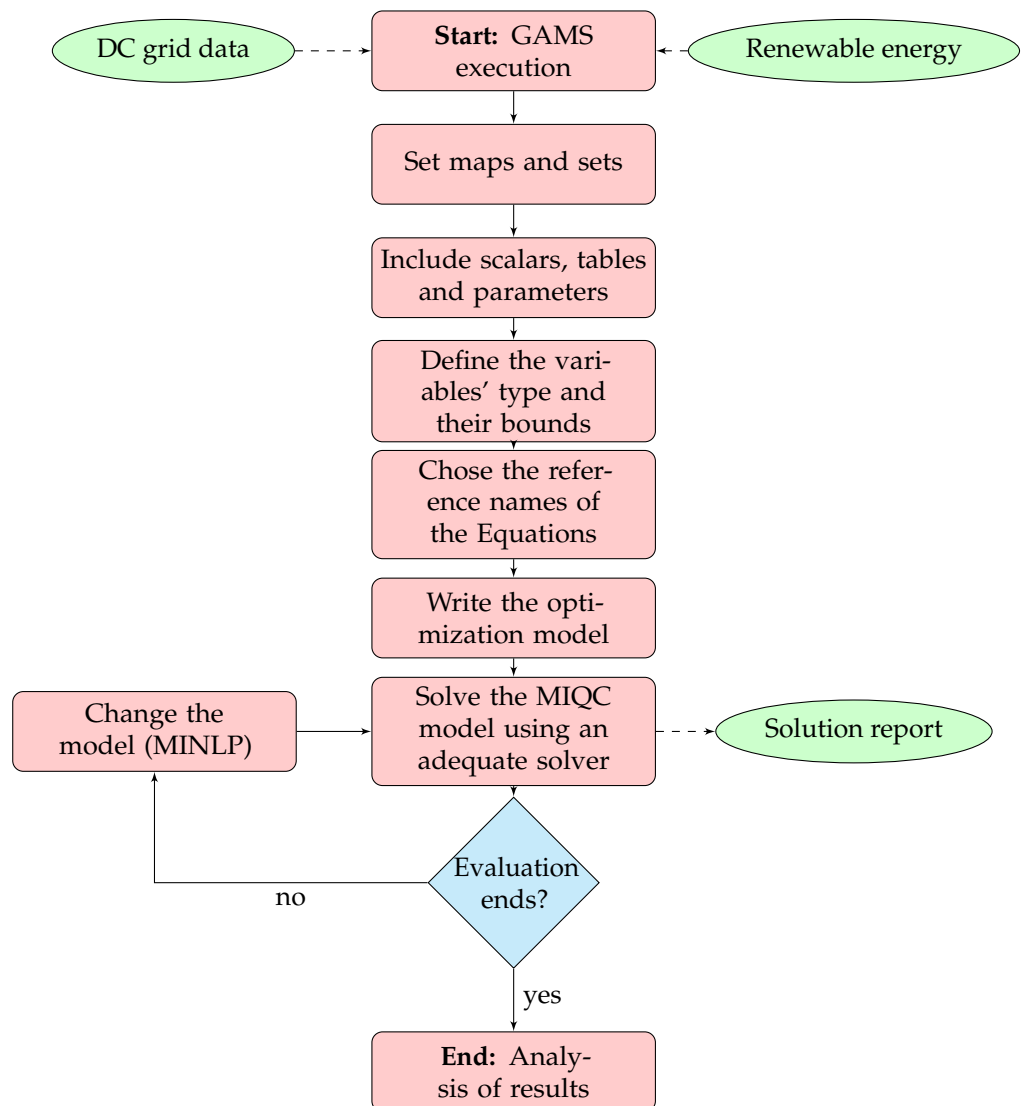 DC grid data
Start: GAMS
execution
Renewable energy
Set maps and sets
Include scalars, tables
and parameters
Define the vari-
ables’ type and
their bounds
Chose the refer-
ence names of
the Equations
Write the opti-
mization model
Change the
model (MINLP)
Solve the MIQC
model using an
adequate solver
Solution report
Evaluation
ends?
no
yes
End: Analy-
sis of results